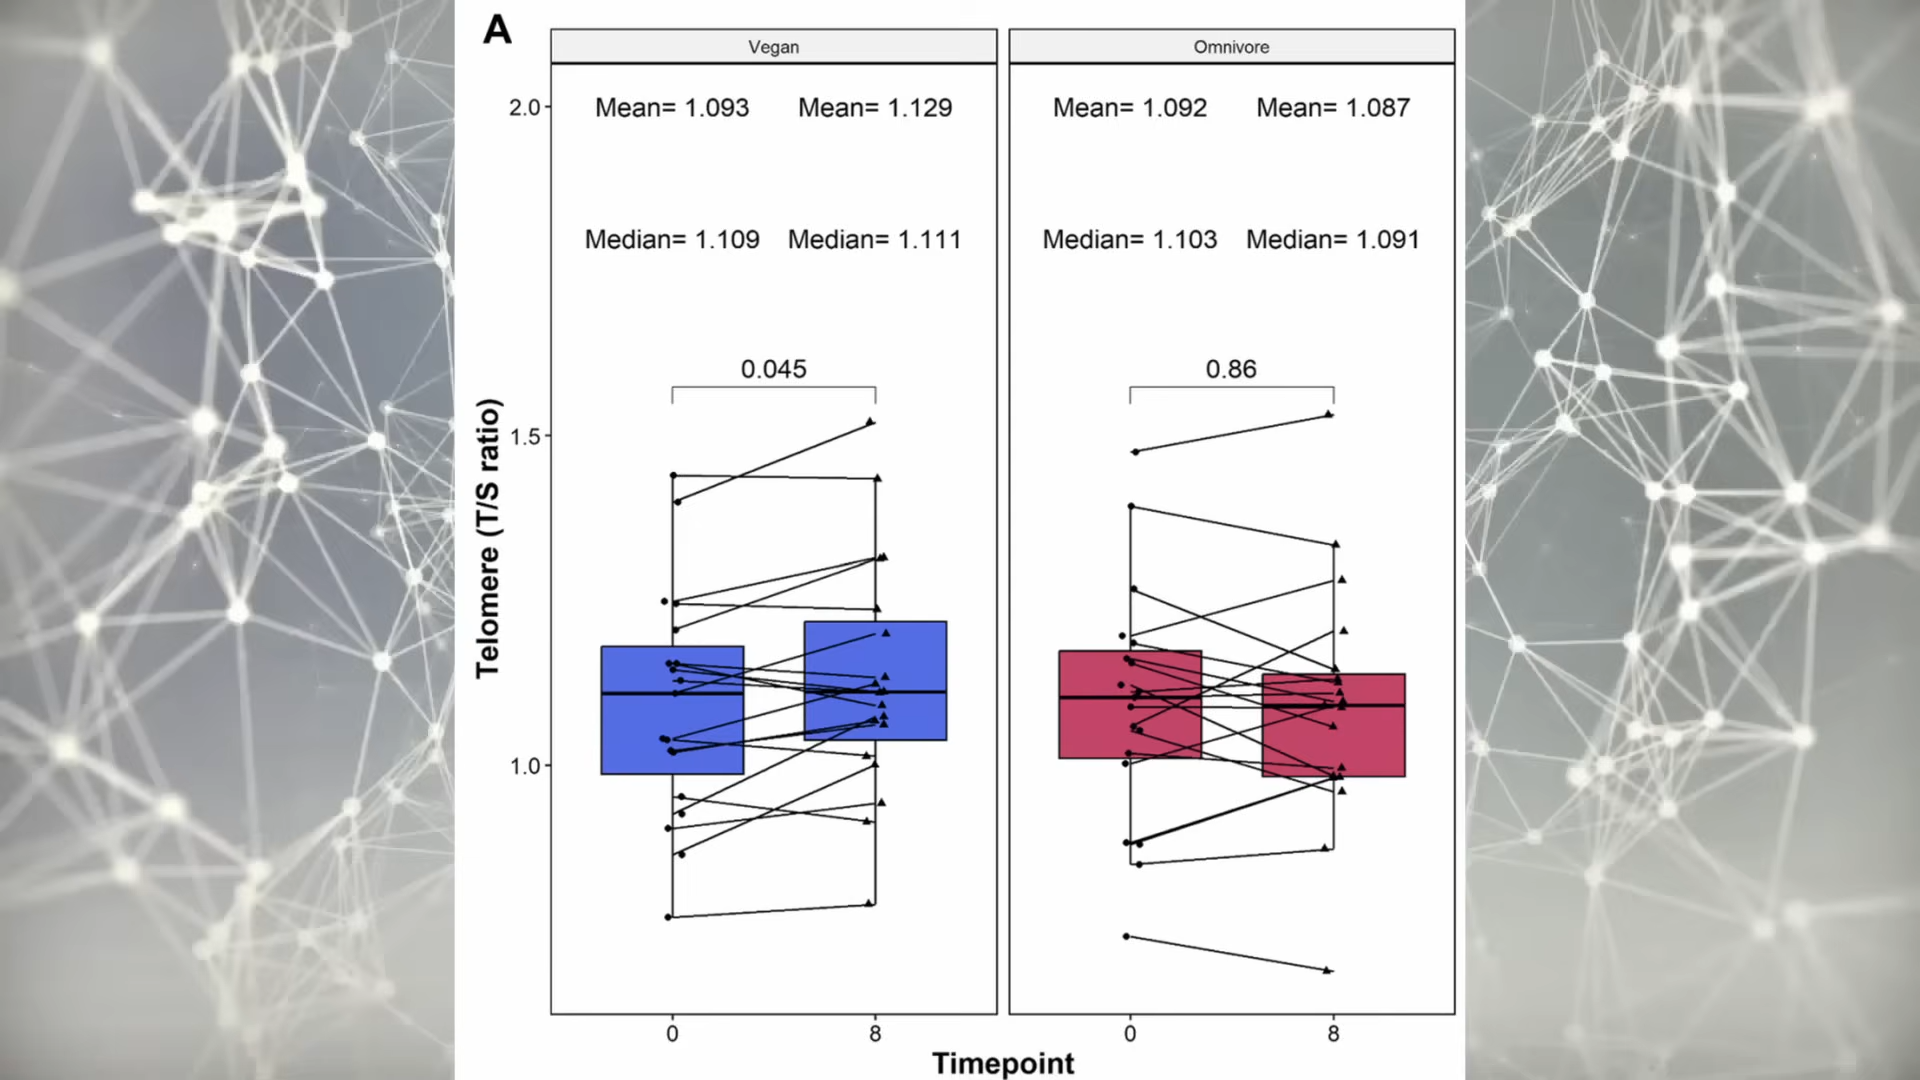 A
Vegan
Omnivore
Mean= 1.093 Mean= 1.129
Mean= 1.092 Mean= 1.087
Median= 1.109 Median= 1.111
Median= 1.103 Median= 1.091
0.045
0.86
Telomere (T/S ratio)
2.0
1.5
1.0
0 8
0 8
Timepoint